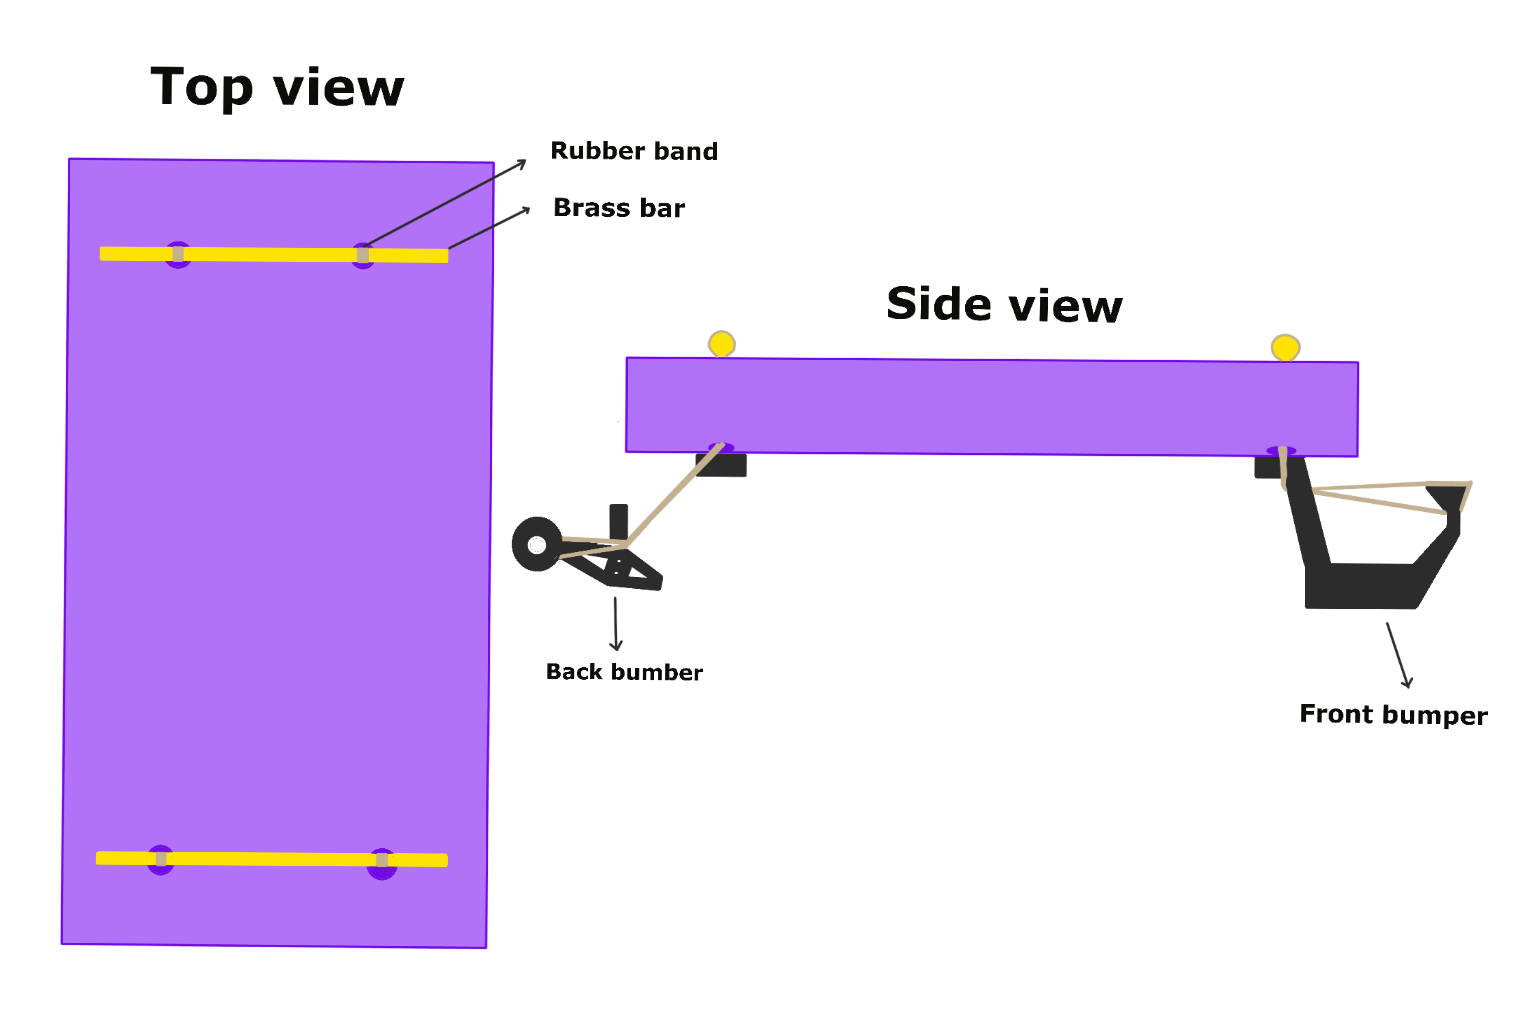 Top view
Rubber band
Brass bar
Side view
Back bumber
Front bumper